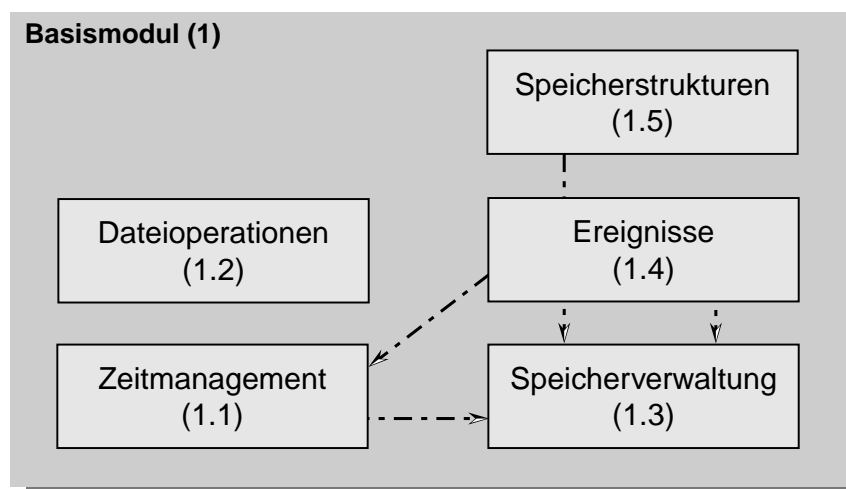 Basismodul (1)
Speicherstrukturen
(1.5)
Dateioperationen
(1.2)
Ereignisse
(1.4)
Zeitmanagement
(1.1)
Speicherverwaltung
(1.3)